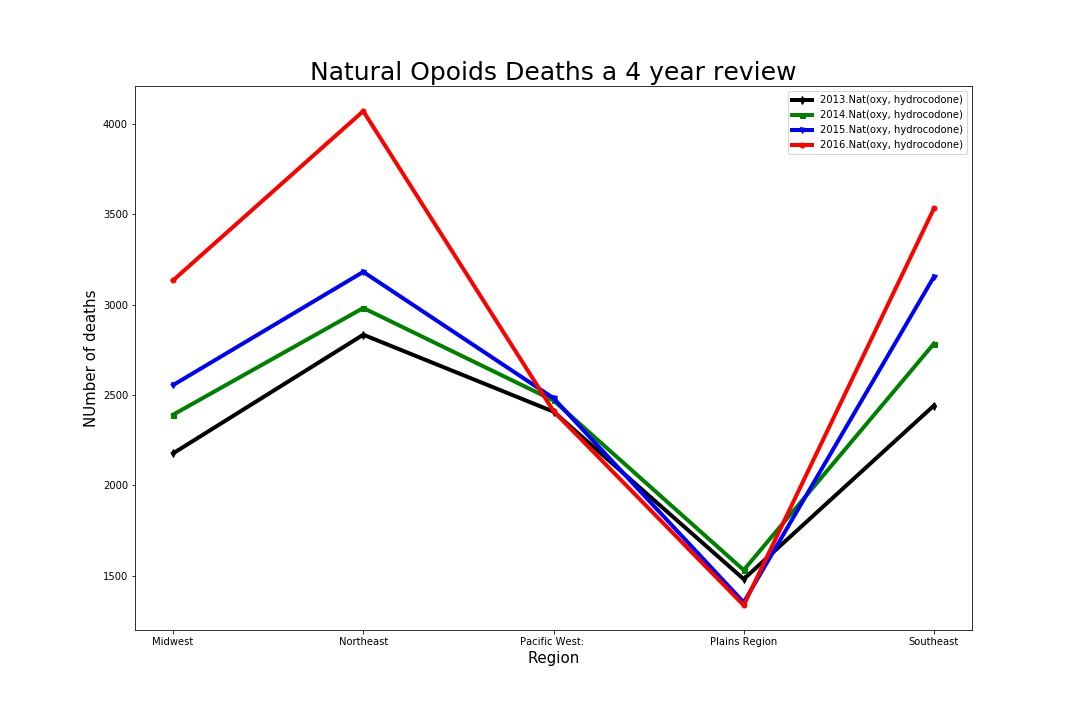 Natural Opoids Deaths a 4 year review
2013.Nat(oxy, hydrocodone)
2014.Nat(oxy, hydrocodone)
2015.Nat(oxy, hydrocodone)
2016.Nat(oxy, hydrocodone)
NUmber of deaths
4000
3500
3000
2500
2000
1500
Midwest Northeast Pacific West: Plains Region Southeast
Region